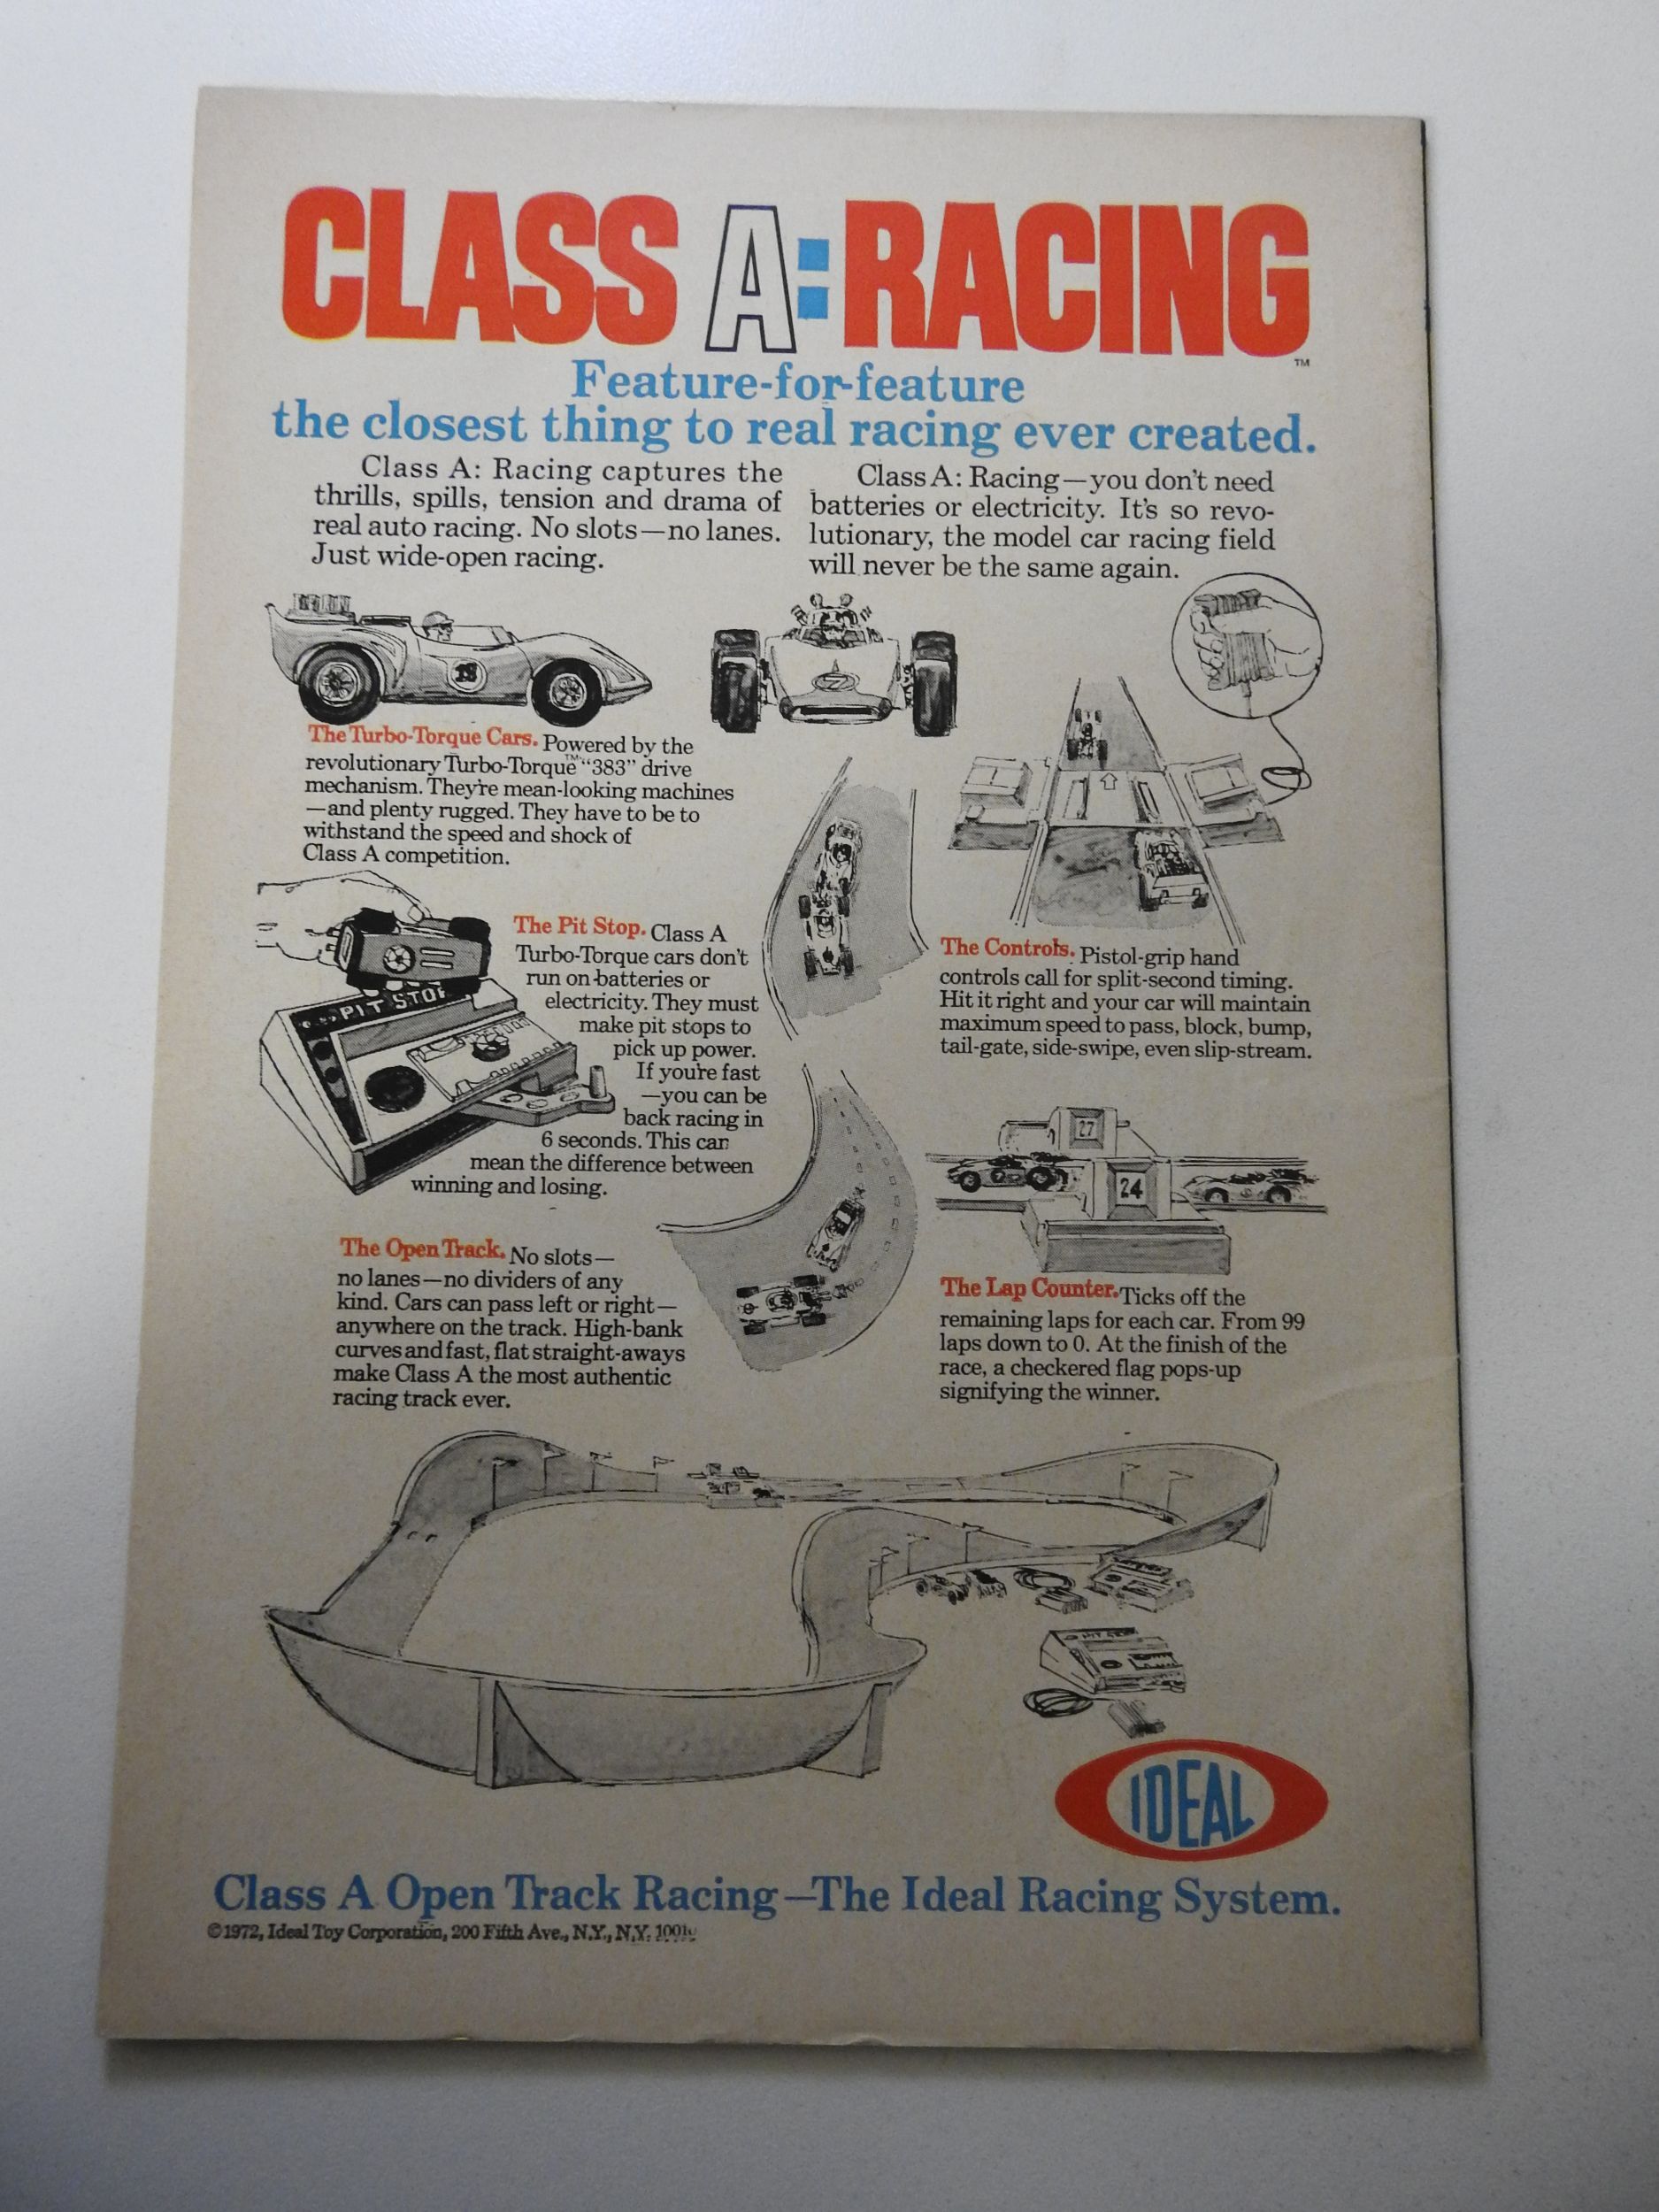 CLASS A: RACING
TM
Feature-for-feature
the closest thing to real racing ever created.
Class A: Racing captures the
thrills, spills, tension and drama of
real auto racing. No slots—no lanes.
Just wide-open racing.
Class A: Racing—you don't need
batteries or electricity. It's so revo-
lutionary, the model car racing field
will never be the same again.
The Turbo-Torque Cars. Powered by the
revolutionary Turbo-Torque™ "383" drive
mechanism. They're mean-looking machines
—and plenty rugged. They have to be to
withstand the speed and shock of
Class A competition.
PIT STOP
The Pit Stop. Class A
Turbo-Torque cars don't
run on batteries or
electricity. They must
make pit stops to
pick up power.
If you're fast
—you can be
back racing in
6 seconds. This can
mean the difference between
winning and losing.
The Controls. Pistol-grip hand
controls call for split-second timing.
Hit it right and your car will maintain
maximum speed to pass, block, bump,
tail-gate, side-swipe, even slip-stream.
27
24
The Open Track. No slots—
no lanes—no dividers of any
kind. Cars can pass left or right—
anywhere on the track. High-bank
curves and fast, flat straight-aways
make Class A the most authentic
racing track ever.
The Lap Counter. Ticks off the
remaining laps for each car. From 99
laps down to 0. At the finish of the
race, a checkered flag pops-up
signifying the winner.
IDEAL
Class A Open Track Racing—The Ideal Racing System.
©1972, Ideal Toy Corporation, 200 Fifth Ave., N.Y., N.Y.